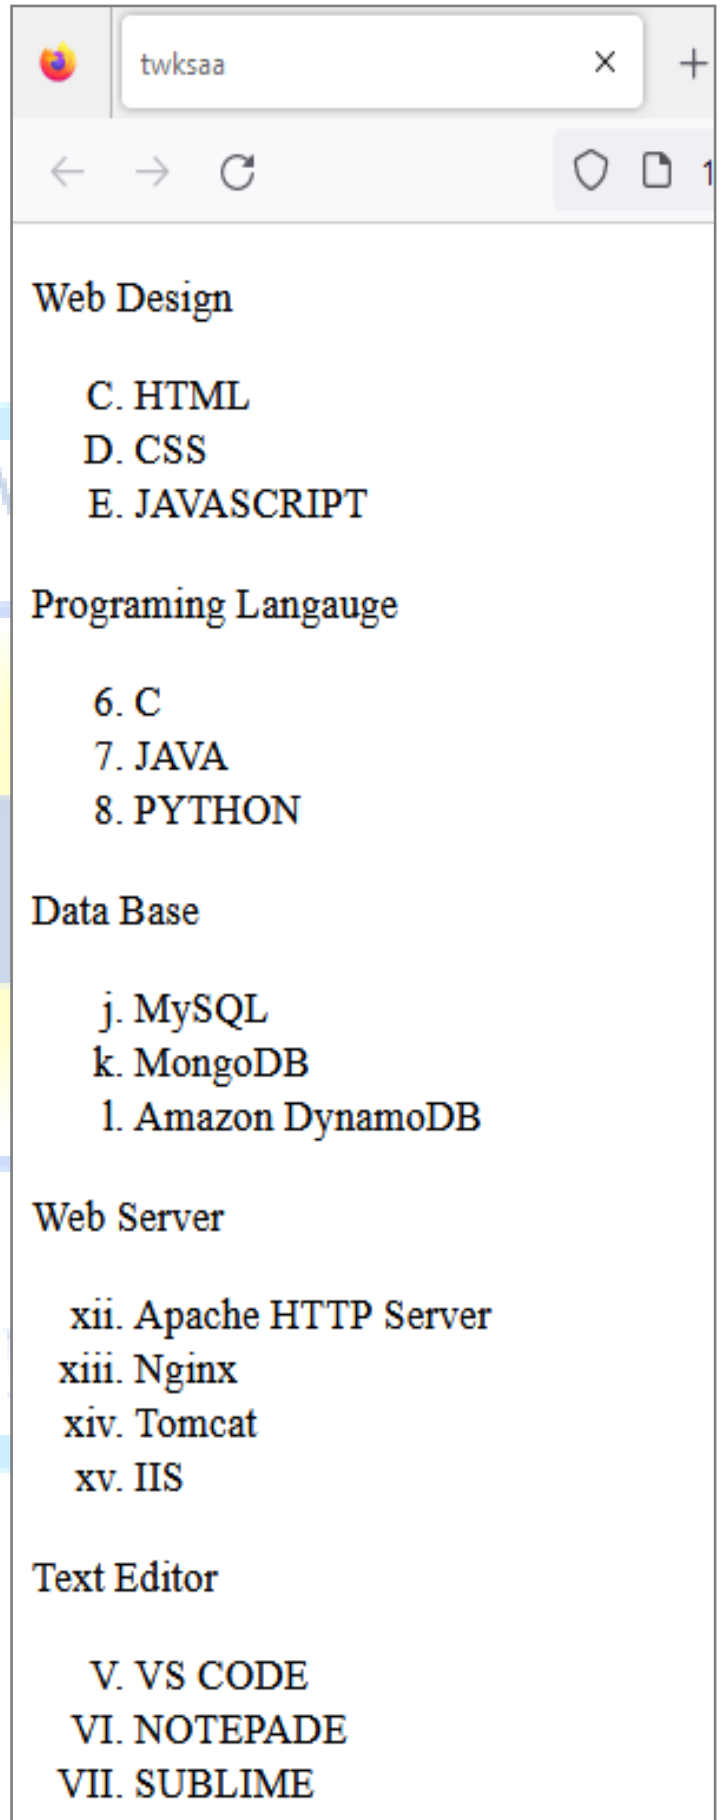 twksaa
1
Web Design
C. HTML
D. CSS
E. JAVASCRIPT
Programing Langauge
6. C
7. JAVA
8. PYTHON
Data Base
j. MySQL
k. MongoDB
l. Amazon DynamoDB
Web Server
xii. Apache HTTP Server
xiii. Nginx
xiv. Tomcat
xv. IIS
Text Editor
V. VS CODE
VI. NOTEPADE
VII. SUBLIME